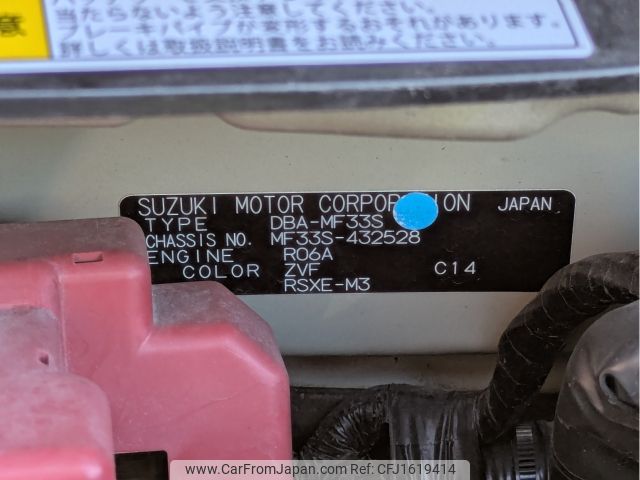 当たらないよう注意してください。
ブレーキパイプが変形するおそれがあります。
詳しくは取扱説明書をお読みください。
SUZUKI MOTOR CORPORATION JAPAN
TYPE DBA-MF33S
CHASSIS NO. MF33S-432528
ENGINE R06A
COLOR ZVF C14
RSXE-M3
www.CarFromJapan.com | Photo ID: CFJ1619414